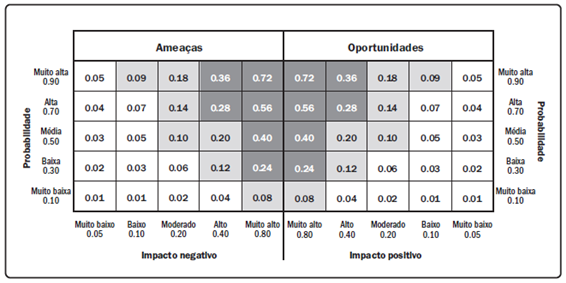 Ameaças Oportunidades
Muito alta 0.05 0.09 0.18 0.36 0.72 0.72 0.36 0.18 0.09 0.05 Muito alta
0.90 0.90
Alta 0.04 0.07 0.14 0.28 0.56 0.56 0.28 0.14 0.07 0.04 Alta
0.70 0.70
Média 0.03 0.05 0.10 0.20 0.40 0.40 0.20 0.10 0.05 0.03 Média
0.50 0.50
Baixa 0.02 0.03 0.06 0.12 0.24 0.24 0.12 0.06 0.03 0.02 Baixa
0.30 0.30
Muito baixa 0.01 0.01 0.02 0.04 0.08 0.08 0.04 0.02 0.01 0.01 Muito baixa
0.10 0.10
Probabilidade Probabilidade
Muito baixo Baixo Moderado Alto Muito alto Muito alto Alto Moderado Baixo Muito baixo
0.05 0.10 0.20 0.40 0.80 0.80 0.40 0.20 0.10 0.05
Impacto negativo Impacto positivo